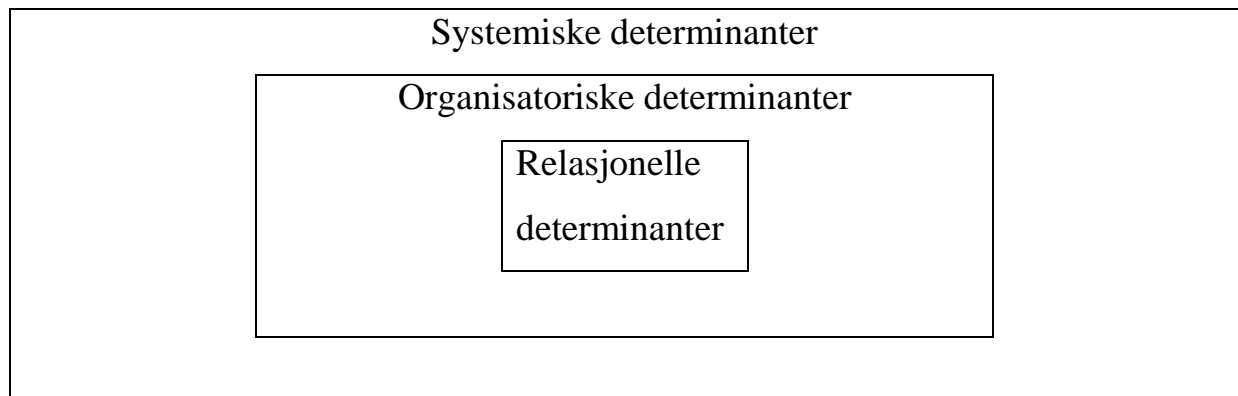 Systemiske determinanter
Organisatoriske determinanter
Relasjonelle
determinanter